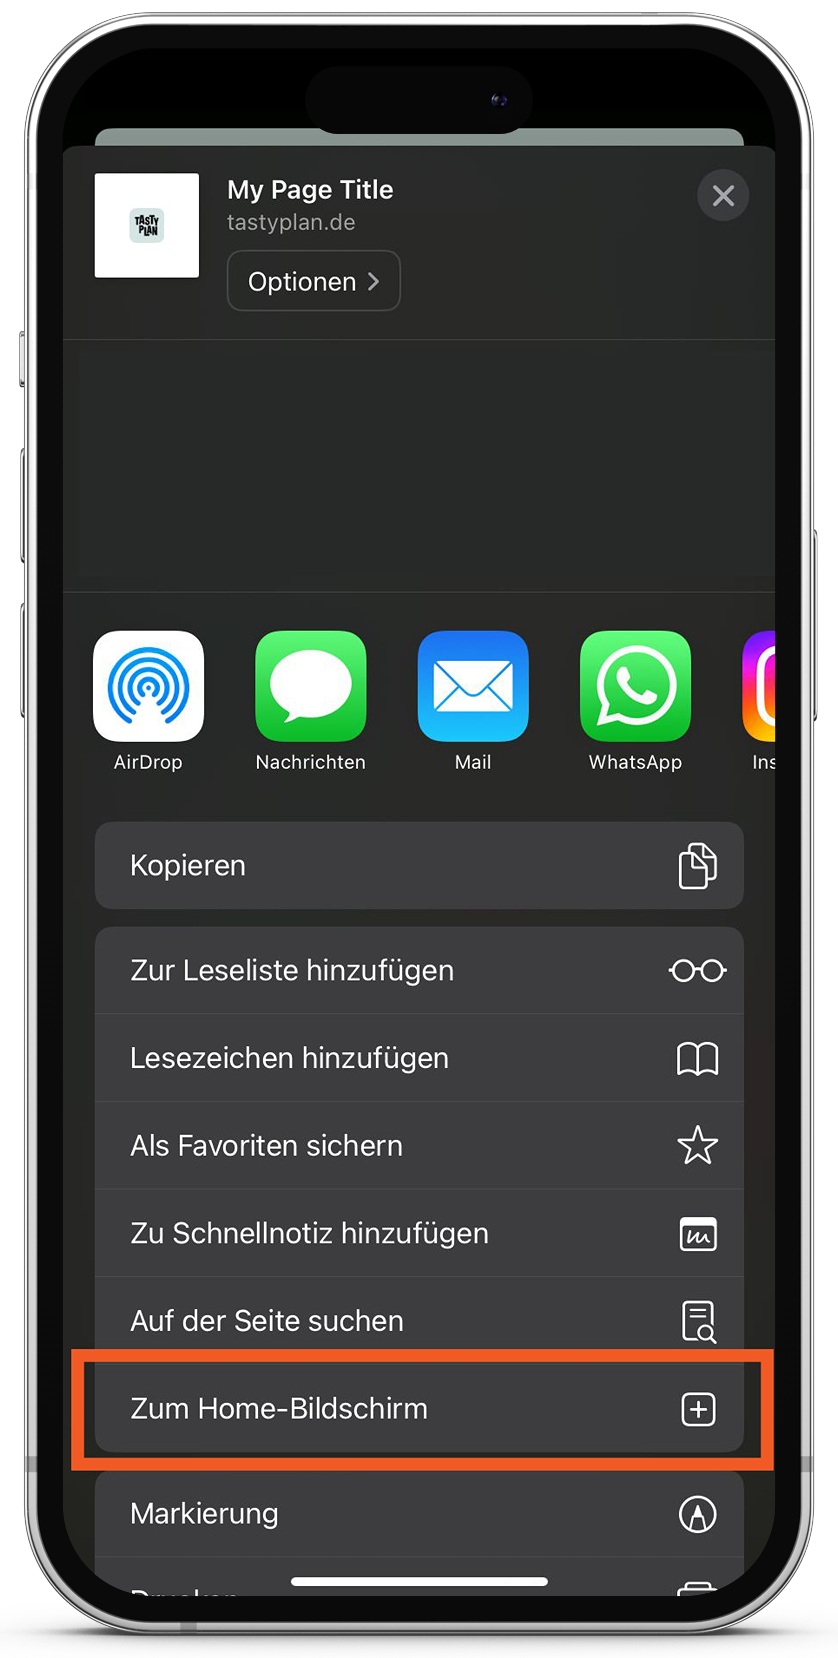 TASTY
PLAN
My Page Title
tastyplan.de
Optionen
AirDrop
Nachrichten
Mail
WhatsApp
Ins
Kopieren
Zur Leseliste hinzufügen
Lesezeichen hinzufügen
Als Favoriten sichern
Zu Schnellnotiz hinzufügen
Auf der Seite suchen
Zum Home-Bildschirm
Markierung